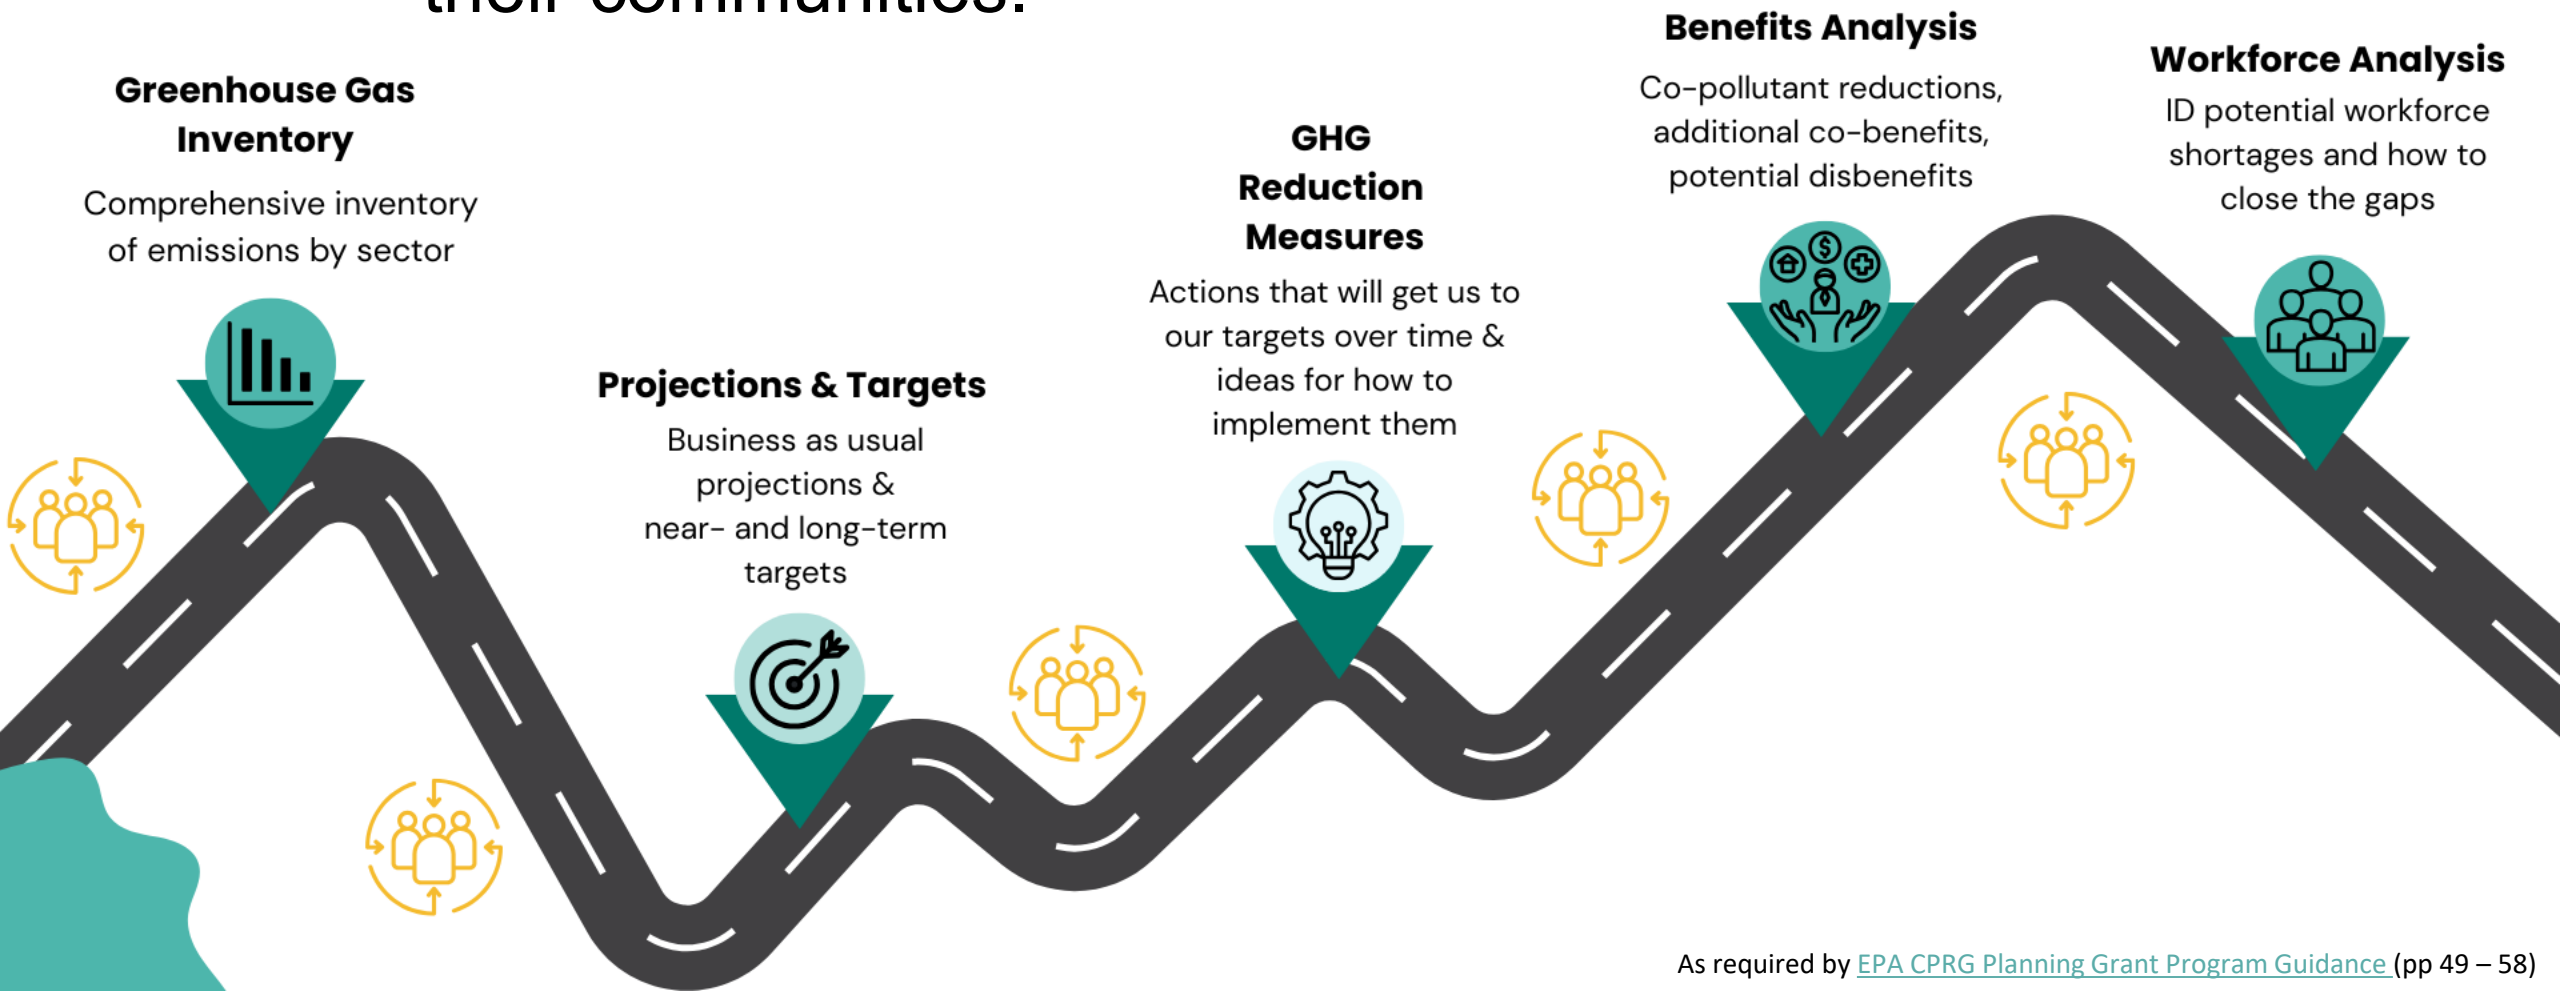 their communities.
Greenhouse Gas
Inventory
Comprehensive inventory
of emissions by sector
Projections & Targets
Business as usual
projections &
near- and long-term
targets
GHG
Reduction
Measures
Actions that will get us to
our targets over time &
ideas for how to
implement them
Benefits Analysis
Co-pollutant reductions,
additional co-benefits,
potential disbenefits
Workforce Analysis
ID potential workforce
shortages and how to
close the gaps
$
As required by EPA CPRG Planning Grant Program Guidance (pp 49 – 58)